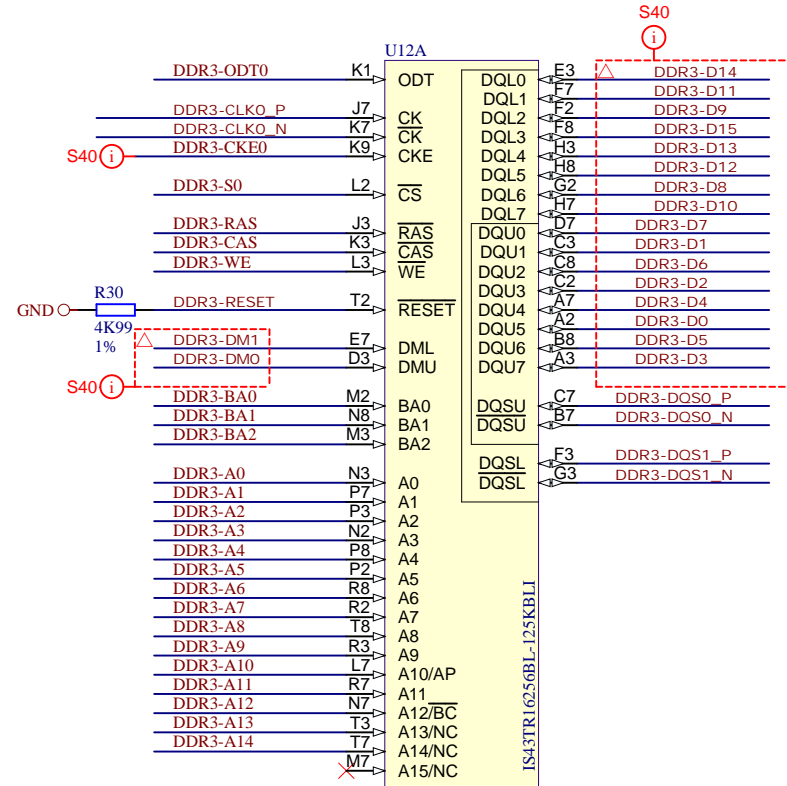 S40
i
U12A
DDR3-ODT0 K1 ODT DQL0 E3 DDR3-D14
DQL1 F7 DDR3-D11
DDR3-CLK0_P J7 CK DQL2 F2 DDR3-D9
DDR3-CLK0_N K7 CK DQL3 F8 DDR3-D15
S40 i DDR3-CKE0 K9 CKE DQL4 H3 DDR3-D13
DQL5 H8 DDR3-D12
DDR3-S0 L2 CS DQL6 G2 DDR3-D8
DQL7 H7 DDR3-D10
DDR3-RAS J3 RAS DQU0 D7 DDR3-D7
DDR3-CAS K3 CAS DQU1 C3 DDR3-D1
DDR3-WE L3 WE DQU2 C8 DDR3-D6
DQU3 C2 DDR3-D2
GND R30 DDR3-RESET T2 RESET DQU4 A7 DDR3-D4
4K99 DQU5 A2 DDR3-D0
1% DDR3-DM1 E7 DML DQU6 B8 DDR3-D5
DDR3-DM0 D3 DMU DQU7 A3 DDR3-D3
S40 i
DDR3-BA0 M2 BA0 DQSU C7 DDR3-DQS0_P
DDR3-BA1 N8 BA1 DQSU B7 DDR3-DQS0_N
DDR3-BA2 M3 BA2
DQSL F3 DDR3-DQS1_P
DDR3-A0 N3 A0 DQSL G3 DDR3-DQS1_N
DDR3-A1 P7 A1
DDR3-A2 P3 A2
DDR3-A3 N2 A3
DDR3-A4 P8 A4
DDR3-A5 P2 A5
DDR3-A6 R8 A6
DDR3-A7 R2 A7
DDR3-A8 T8 A8
DDR3-A9 R3 A9
DDR3-A10 L7 A10/AP
DDR3-A11 R7 A11
DDR3-A12 N7 A12/BC
DDR3-A13 T3 A13/NC
DDR3-A14 T7 A14/NC
M7 A15/NC
IS43TR16256BL-125KBLI